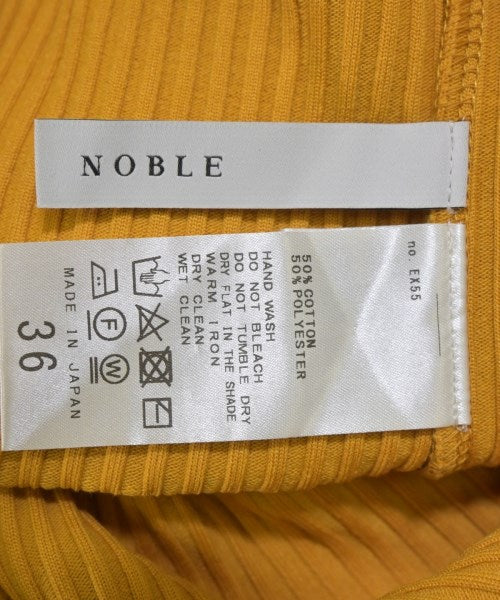 NOBLE
no. EX55
50% COTTON
50% POLYESTER
HAND WASH
DO NOT BLEACH
DO NOT TUMBLE DRY
DRY FLAT IN THE SHADE
WARM IRON
DRY CLEAN
WET CLEAN
F
W
MADE IN JAPAN
36